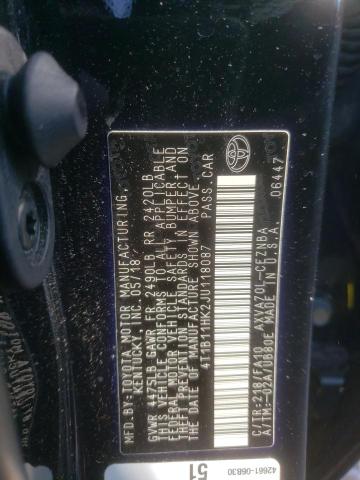 MFD.BY:TOYOTA MOTOR MANUFACTURING
KENTUCKY, INC. 05/18
GVWR 4475LB GAWR FR 2490LB RR 2420LB
THIS VEHICLE CONFORMS TO ALL APPLICABLE
FEDERAL MOTOR VEHICLE SAFETY, BUMPER AND
THEFT PREVENTION STANDARDS IN EFFECT ON
THE DATE OF MANUFACTURE SHOWN ABOVE.
4T1B11HK2JU118087 PASS.CAR
C/TR:218/FA10 AXVA70L-CEZNBA
A/TM:-02A/UB80E MADE IN U.S.A.
06447
42661-06B30
51